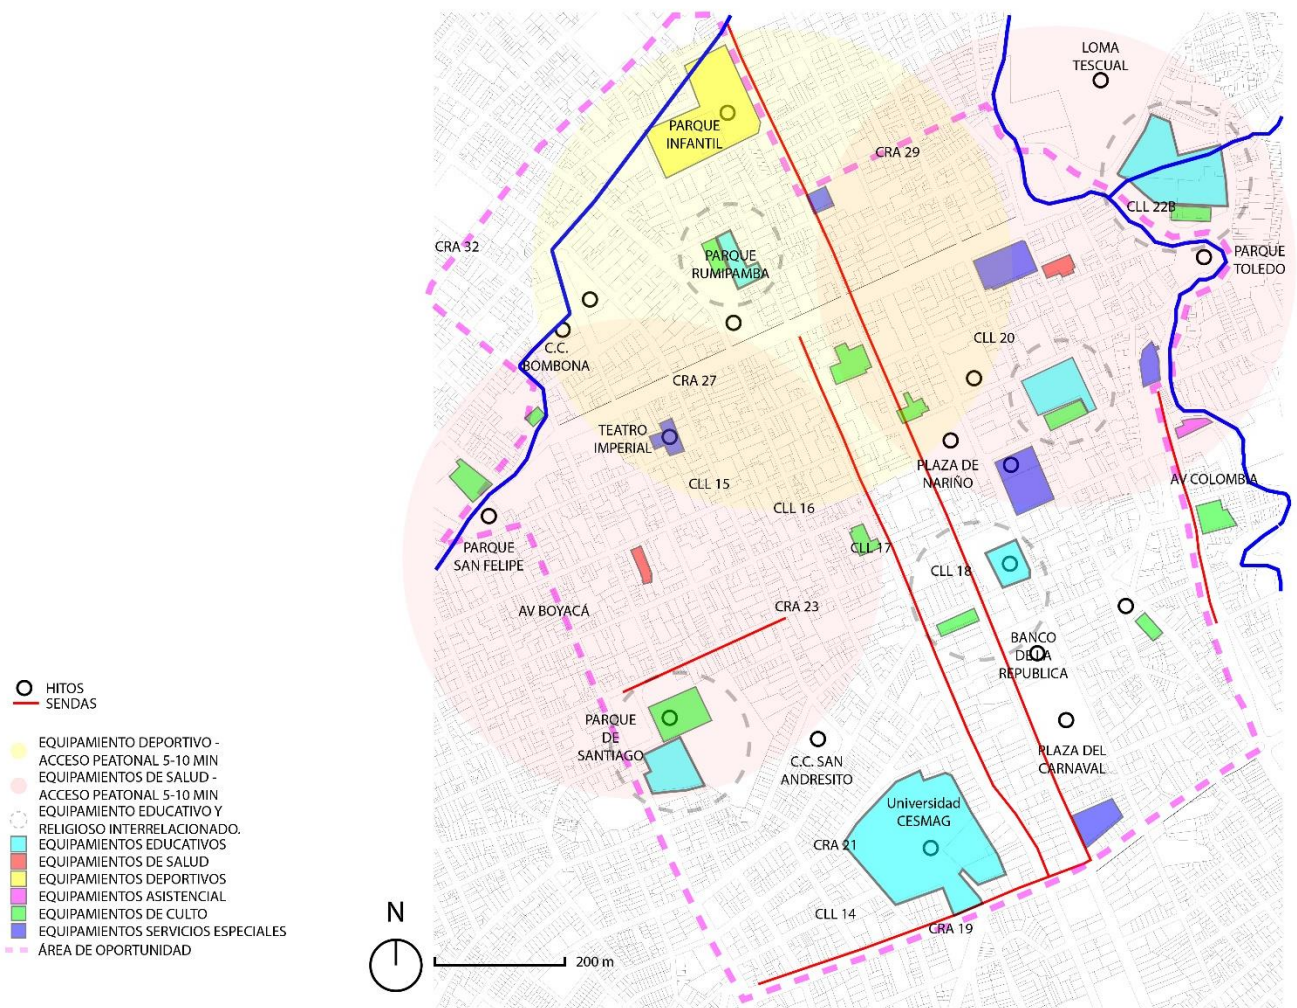 LOMA
TESCUAL
PARQUE
INFANTIL
CRA 29
CLL 22B
CRA 32
PARQUE
RUMIPAMBA
PARQUE
TOLEDO
C.C.
BOMBONA
CLL 20
CRA 27
TEATRO
IMPERIAL
PLAZA DE
NARIÑO
CLL 15
AV COLOMBIA
CLL 16
PARQUE
SAN FELIPE
CLL 17
CLL 18
AV BOYACÁ
CRA 23
BANCO
DE LA
REPUBLICA
PARQUE
DE
SANTIAGO
C.C. SAN
ANDRESITO
PLAZA DEL
CARNAVAL
Universidad
CESMAG
CRA 21
CLL 14
CRA 19
HITOS
SENDAS
EQUIPAMIENTO DEPORTIVO -
ACCESO PEATONAL 5-10 MIN
EQUIPAMIENTOS DE SALUD -
ACCESO PEATONAL 5-10 MIN
EQUIPAMIENTO EDUCATIVO Y
RELIGIOSO INTERRELACIONADO.
EQUIPAMIENTOS EDUCATIVOS
EQUIPAMIENTOS DE SALUD
EQUIPAMIENTOS DEPORTIVOS
EQUIPAMIENTOS ASISTENCIAL
EQUIPAMIENTOS DE CULTO
EQUIPAMIENTOS SERVICIOS ESPECIALES
ÁREA DE OPORTUNIDAD
N
200 m